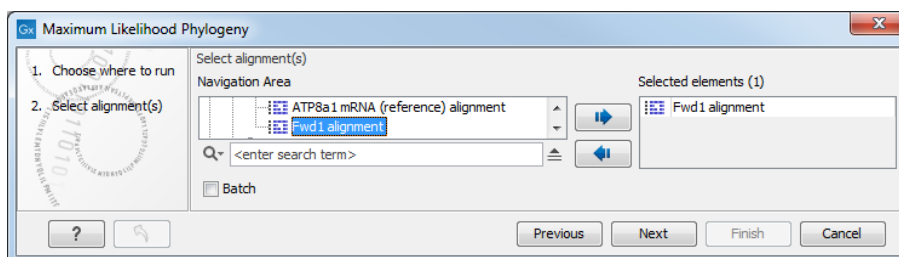 Gx Maximum Likelihood Phylogeny
1. Choose where to run
2. Select alignment(s)
Select alignment(s)
Navigation Area
ATP8a1 mRNA (reference) alignment
Fwd1 alignment
<enter search term>
Batch
Selected elements (1)
Fwd1 alignment
?
Previous
Next
Finish
Cancel